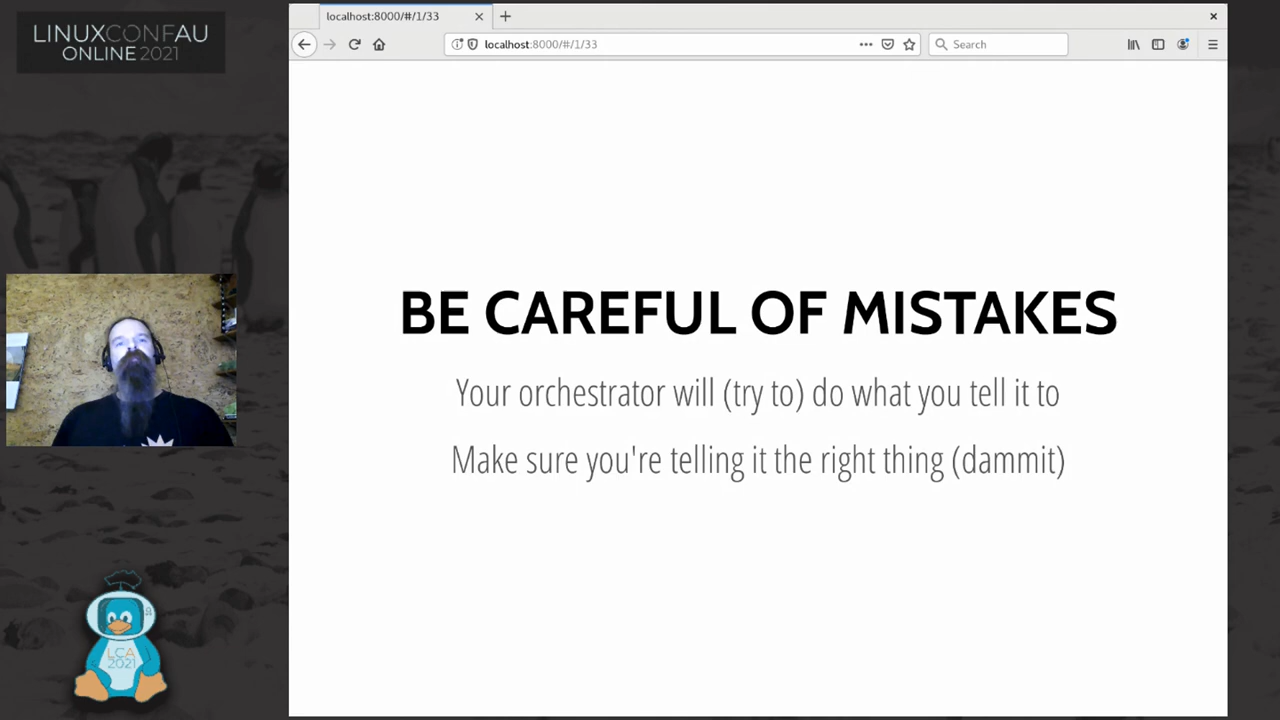 LINUXCONFAU
ONLINE 2021
localhost:8000/#/1/33
localhost:8000/#/1/33
Search
BE CAREFUL OF MISTAKES
Your orchestrator will (try to) do what you tell it to
Make sure you're telling it the right thing (dammit)
LCA
2021